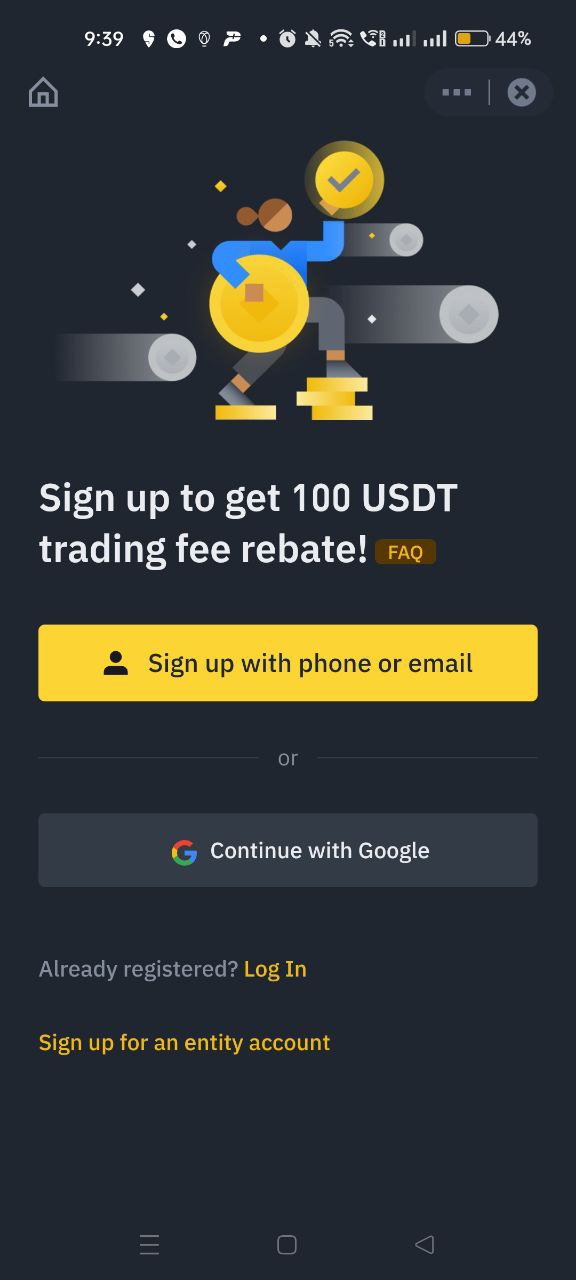 9:39
44%
Sign up to get 100 USDT
trading fee rebate! FAQ
Sign up with phone or email
or
Continue with Google
Already registered? Log In
Sign up for an entity account